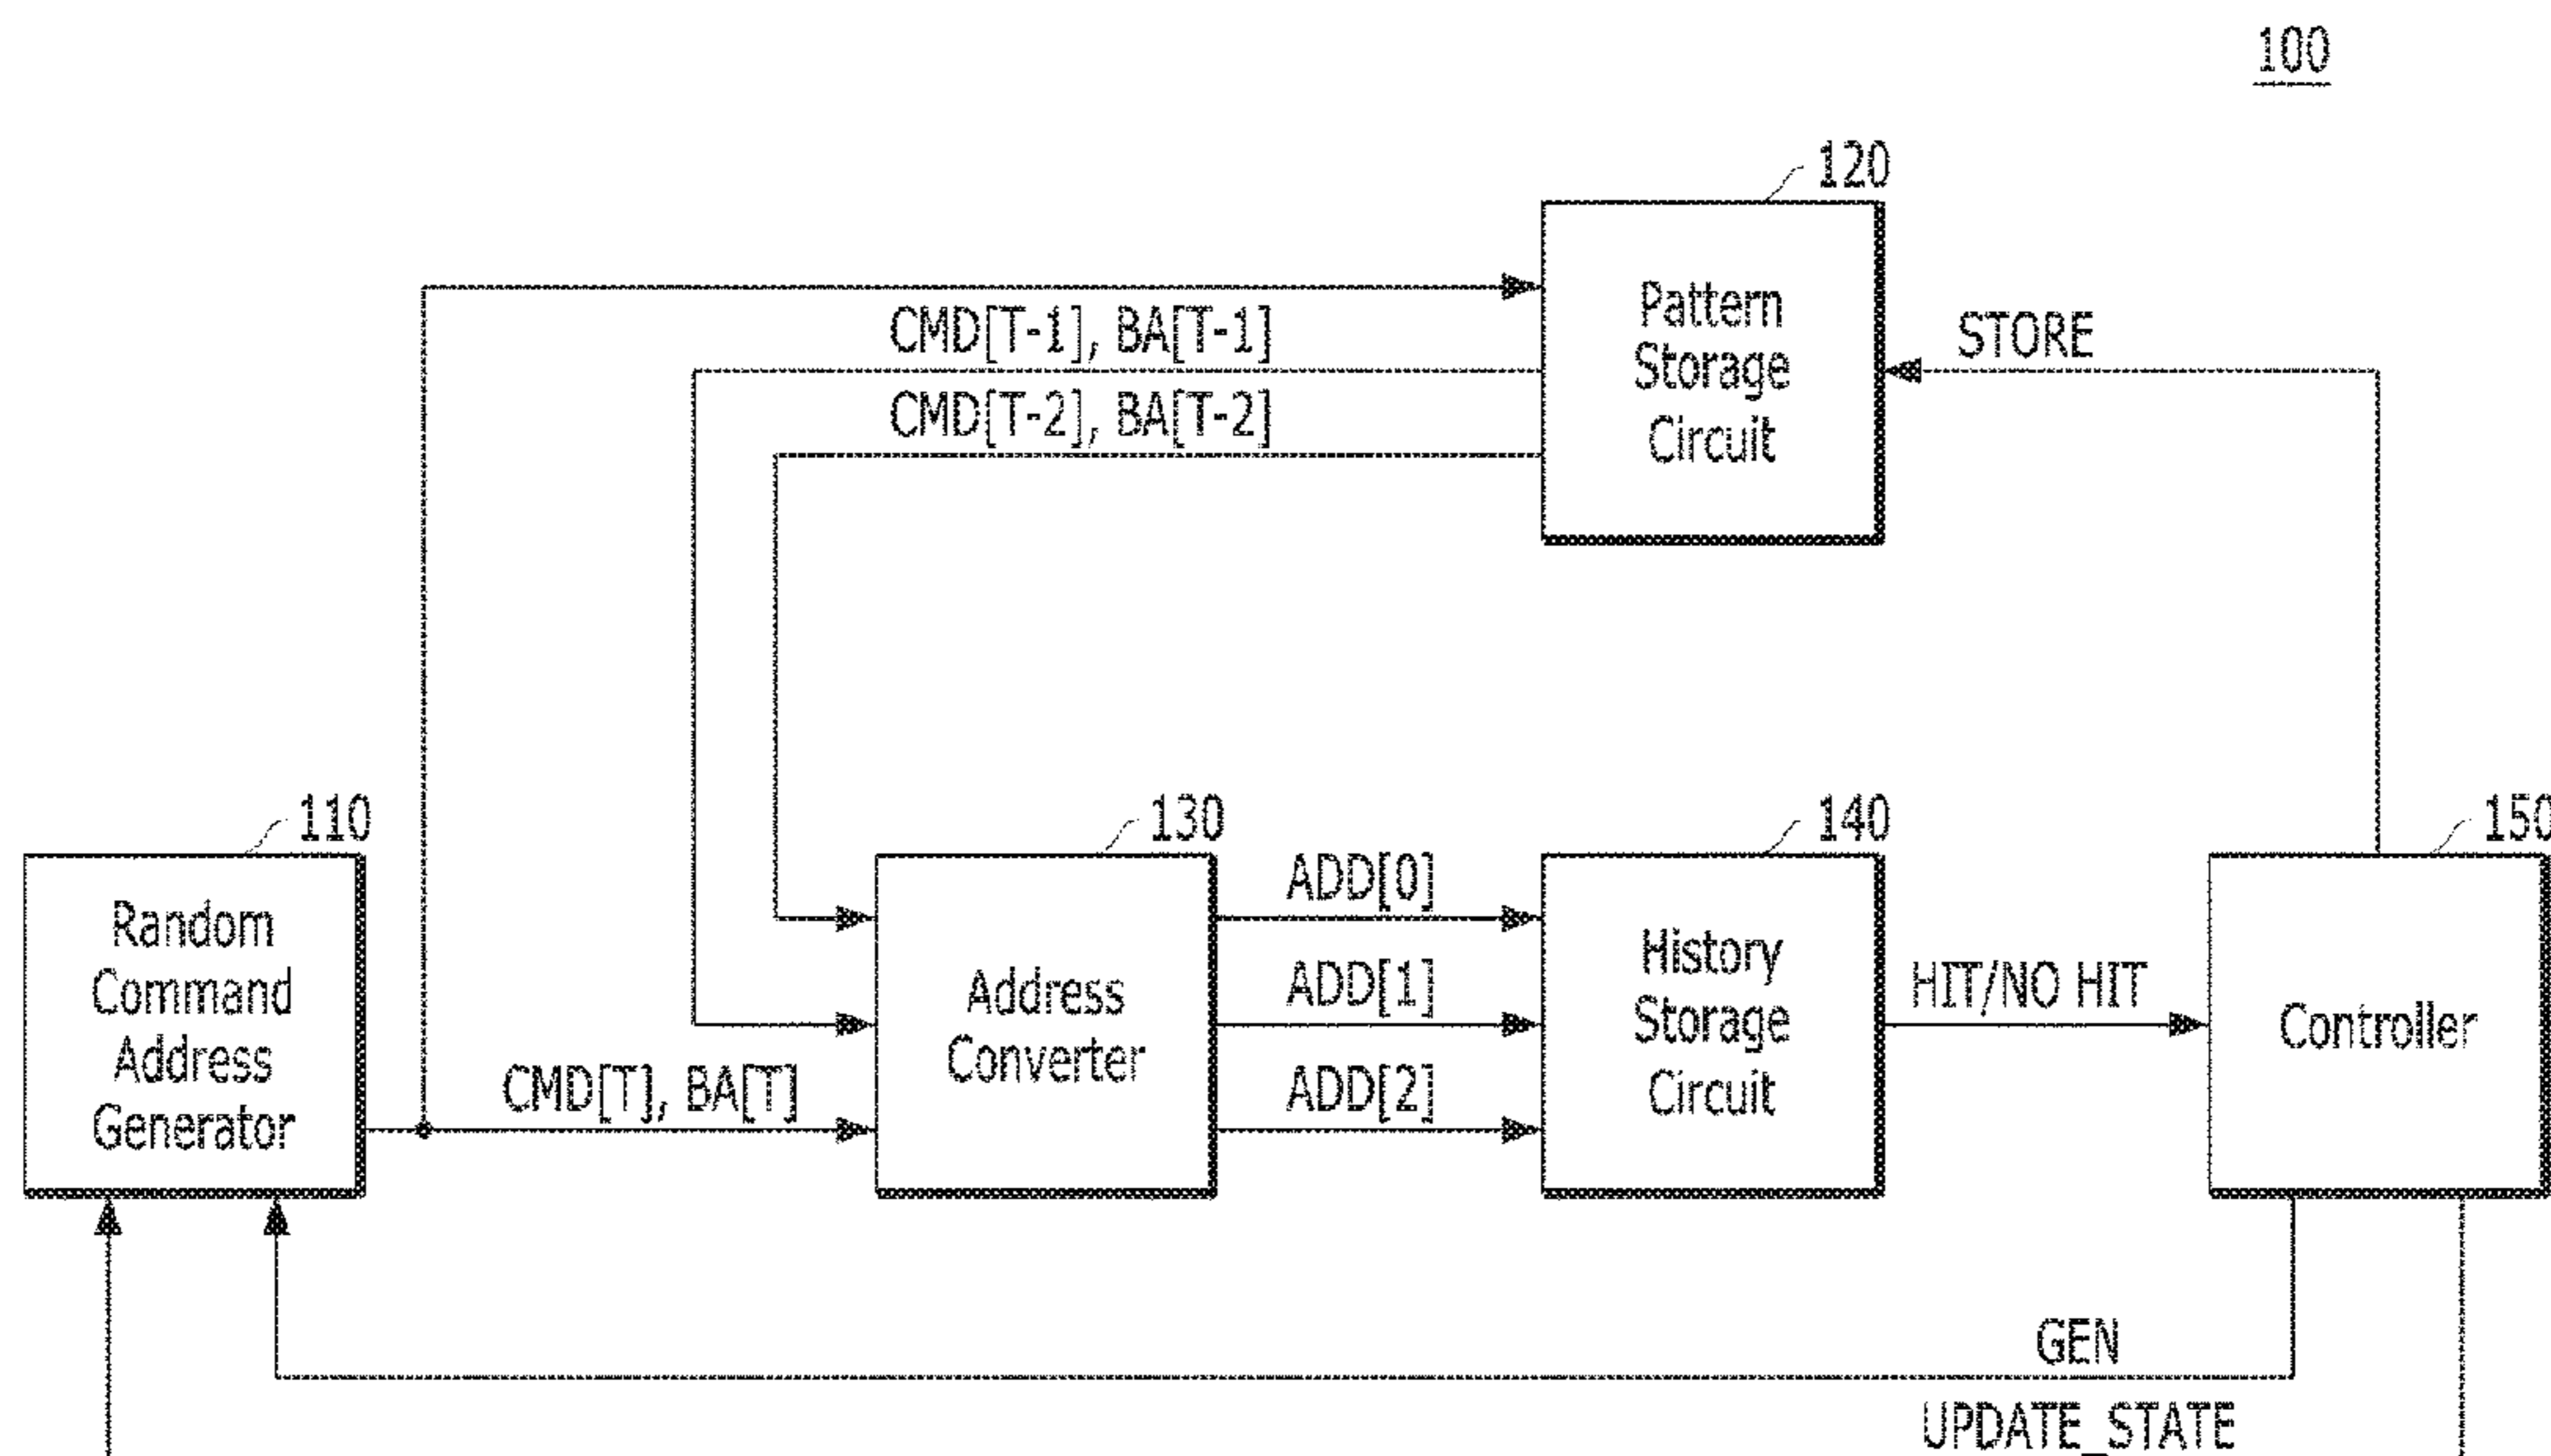 100
120
Pattern
Storage
Circuit
CMD[T-1], BA[T-1]
STORE
CMD[T-2], BA[T-2]
110
130
140
150
Random
Command
Address
Generator
CMD[T], BA[T]
Address
Converter
ADD[0]
ADD[1]
ADD[2]
History
Storage
Circuit
HIT/NO HIT
Controller
GEN
UPDATE_STATE